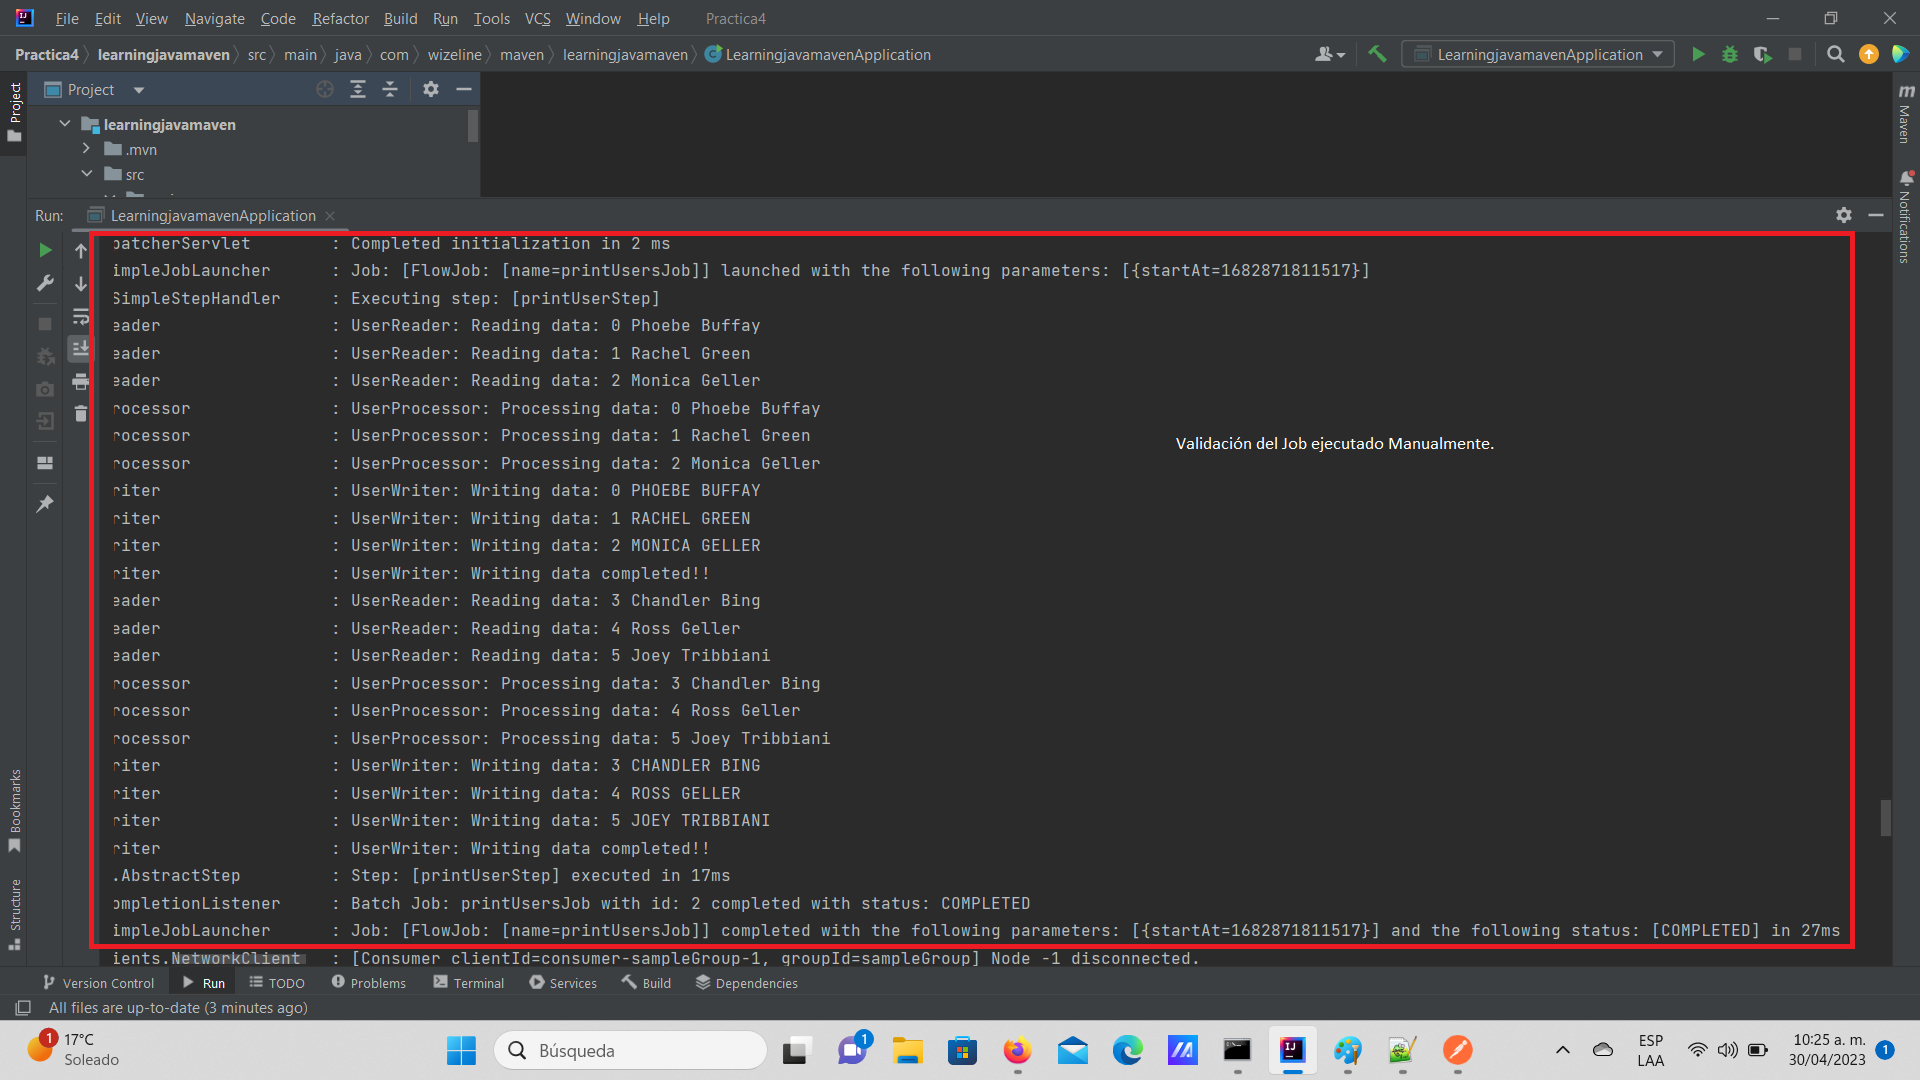 File Edit View Navigate Code Refactor Build Run Tools VCS Window Help Practica4
Practica4 learningjavamaven src main java com wizeline maven learningjavamaven LearningjavamavenApplication LearningjavamavenApplication
Project
Project
Maven
Notifications
learningjavamaven
.mvn
src
Run: LearningjavamavenApplication
patcherServlet : Completed initialization in 2 ms
impleJobLauncher : Job: [FlowJob: [name=printUsersJob]] launched with the following parameters: [{startAt=1682871811517}]
SimpleStepHandler : Executing step: [printUserStep]
eader : UserReader: Reading data: 0 Phoebe Buffay
eader : UserReader: Reading data: 1 Rachel Green
eader : UserReader: Reading data: 2 Monica Geller
rocessor : UserProcessor: Processing data: 0 Phoebe Buffay
rocessor : UserProcessor: Processing data: 1 Rachel Green
Validación del Job ejecutado Manualmente.
rocessor : UserProcessor: Processing data: 2 Monica Geller
riter : UserWriter: Writing data: 0 PHOEBE BUFFAY
riter : UserWriter: Writing data: 1 RACHEL GREEN
riter : UserWriter: Writing data: 2 MONICA GELLER
riter : UserWriter: Writing data completed!!
eader : UserReader: Reading data: 3 Chandler Bing
eader : UserReader: Reading data: 4 Ross Geller
eader : UserReader: Reading data: 5 Joey Tribbiani
rocessor : UserProcessor: Processing data: 3 Chandler Bing
rocessor : UserProcessor: Processing data: 4 Ross Geller
rocessor : UserProcessor: Processing data: 5 Joey Tribbiani
riter : UserWriter: Writing data: 3 CHANDLER BING
riter : UserWriter: Writing data: 4 ROSS GELLER
riter : UserWriter: Writing data: 5 JOEY TRIBBIANI
riter : UserWriter: Writing data completed!!
.AbstractStep : Step: [printUserStep] executed in 17ms
ompletionListener : Batch Job: printUsersJob with id: 2 completed with status: COMPLETED
impleJobLauncher : Job: [FlowJob: [name=printUsersJob]] completed with the following parameters: [{startAt=1682871811517}] and the following status: [COMPLETED] in 27ms
ients.NetworkClient : [Consumer clientId=consumer-sampleGroup-1, groupId=sampleGroup] Node -1 disconnected.
Bookmarks
Structure
Version Control Run TODO Problems Terminal Services Build Dependencies
All files are up-to-date (3 minutes ago)
1 17°C
Soleado
Búsqueda
1
ESP
LAA
10:25 a. m.
30/04/2023
1